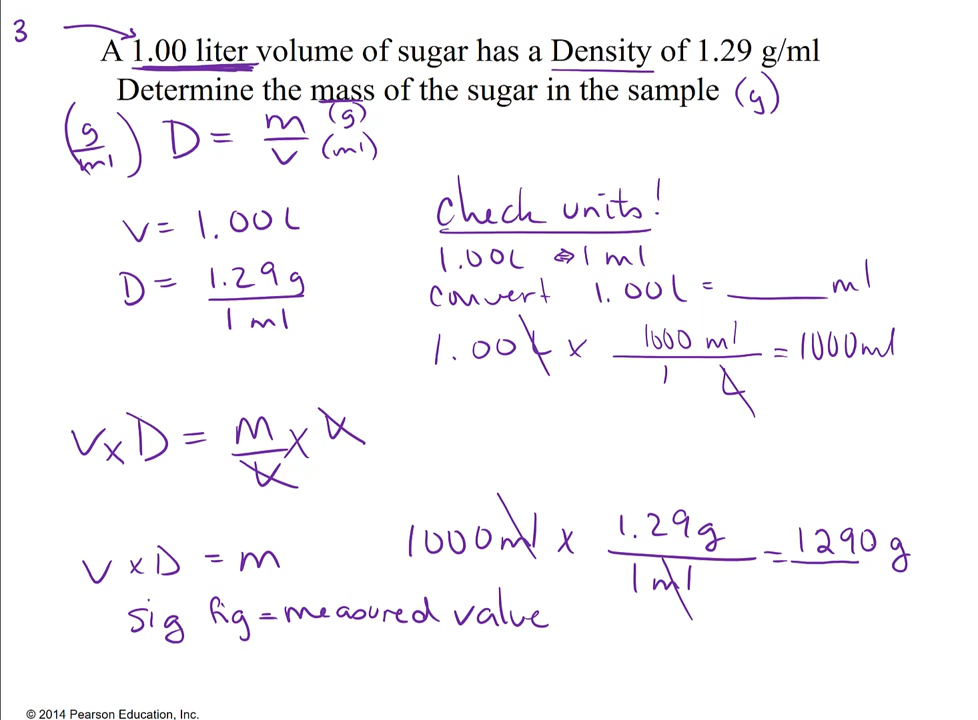 3
A 1.00 liter volume of sugar has a Density of 1.29 g/ml
Determine the mass of the sugar in the sample (g)
(g/ml) D = m/v (g)/(ml)
V = 1.00 L
D = 1.29 g / 1 ml
Check units!
1.00L ⇔ 1 ml
convert 1.00 L = ______ ml
1.00 L x 1000 ml / 1 L = 1000 ml
V x D = m/v x v
V x D = m
1000 ml x 1.29 g / 1 ml = 1290 g
sig fig = measured value
© 2014 Pearson Education, Inc.